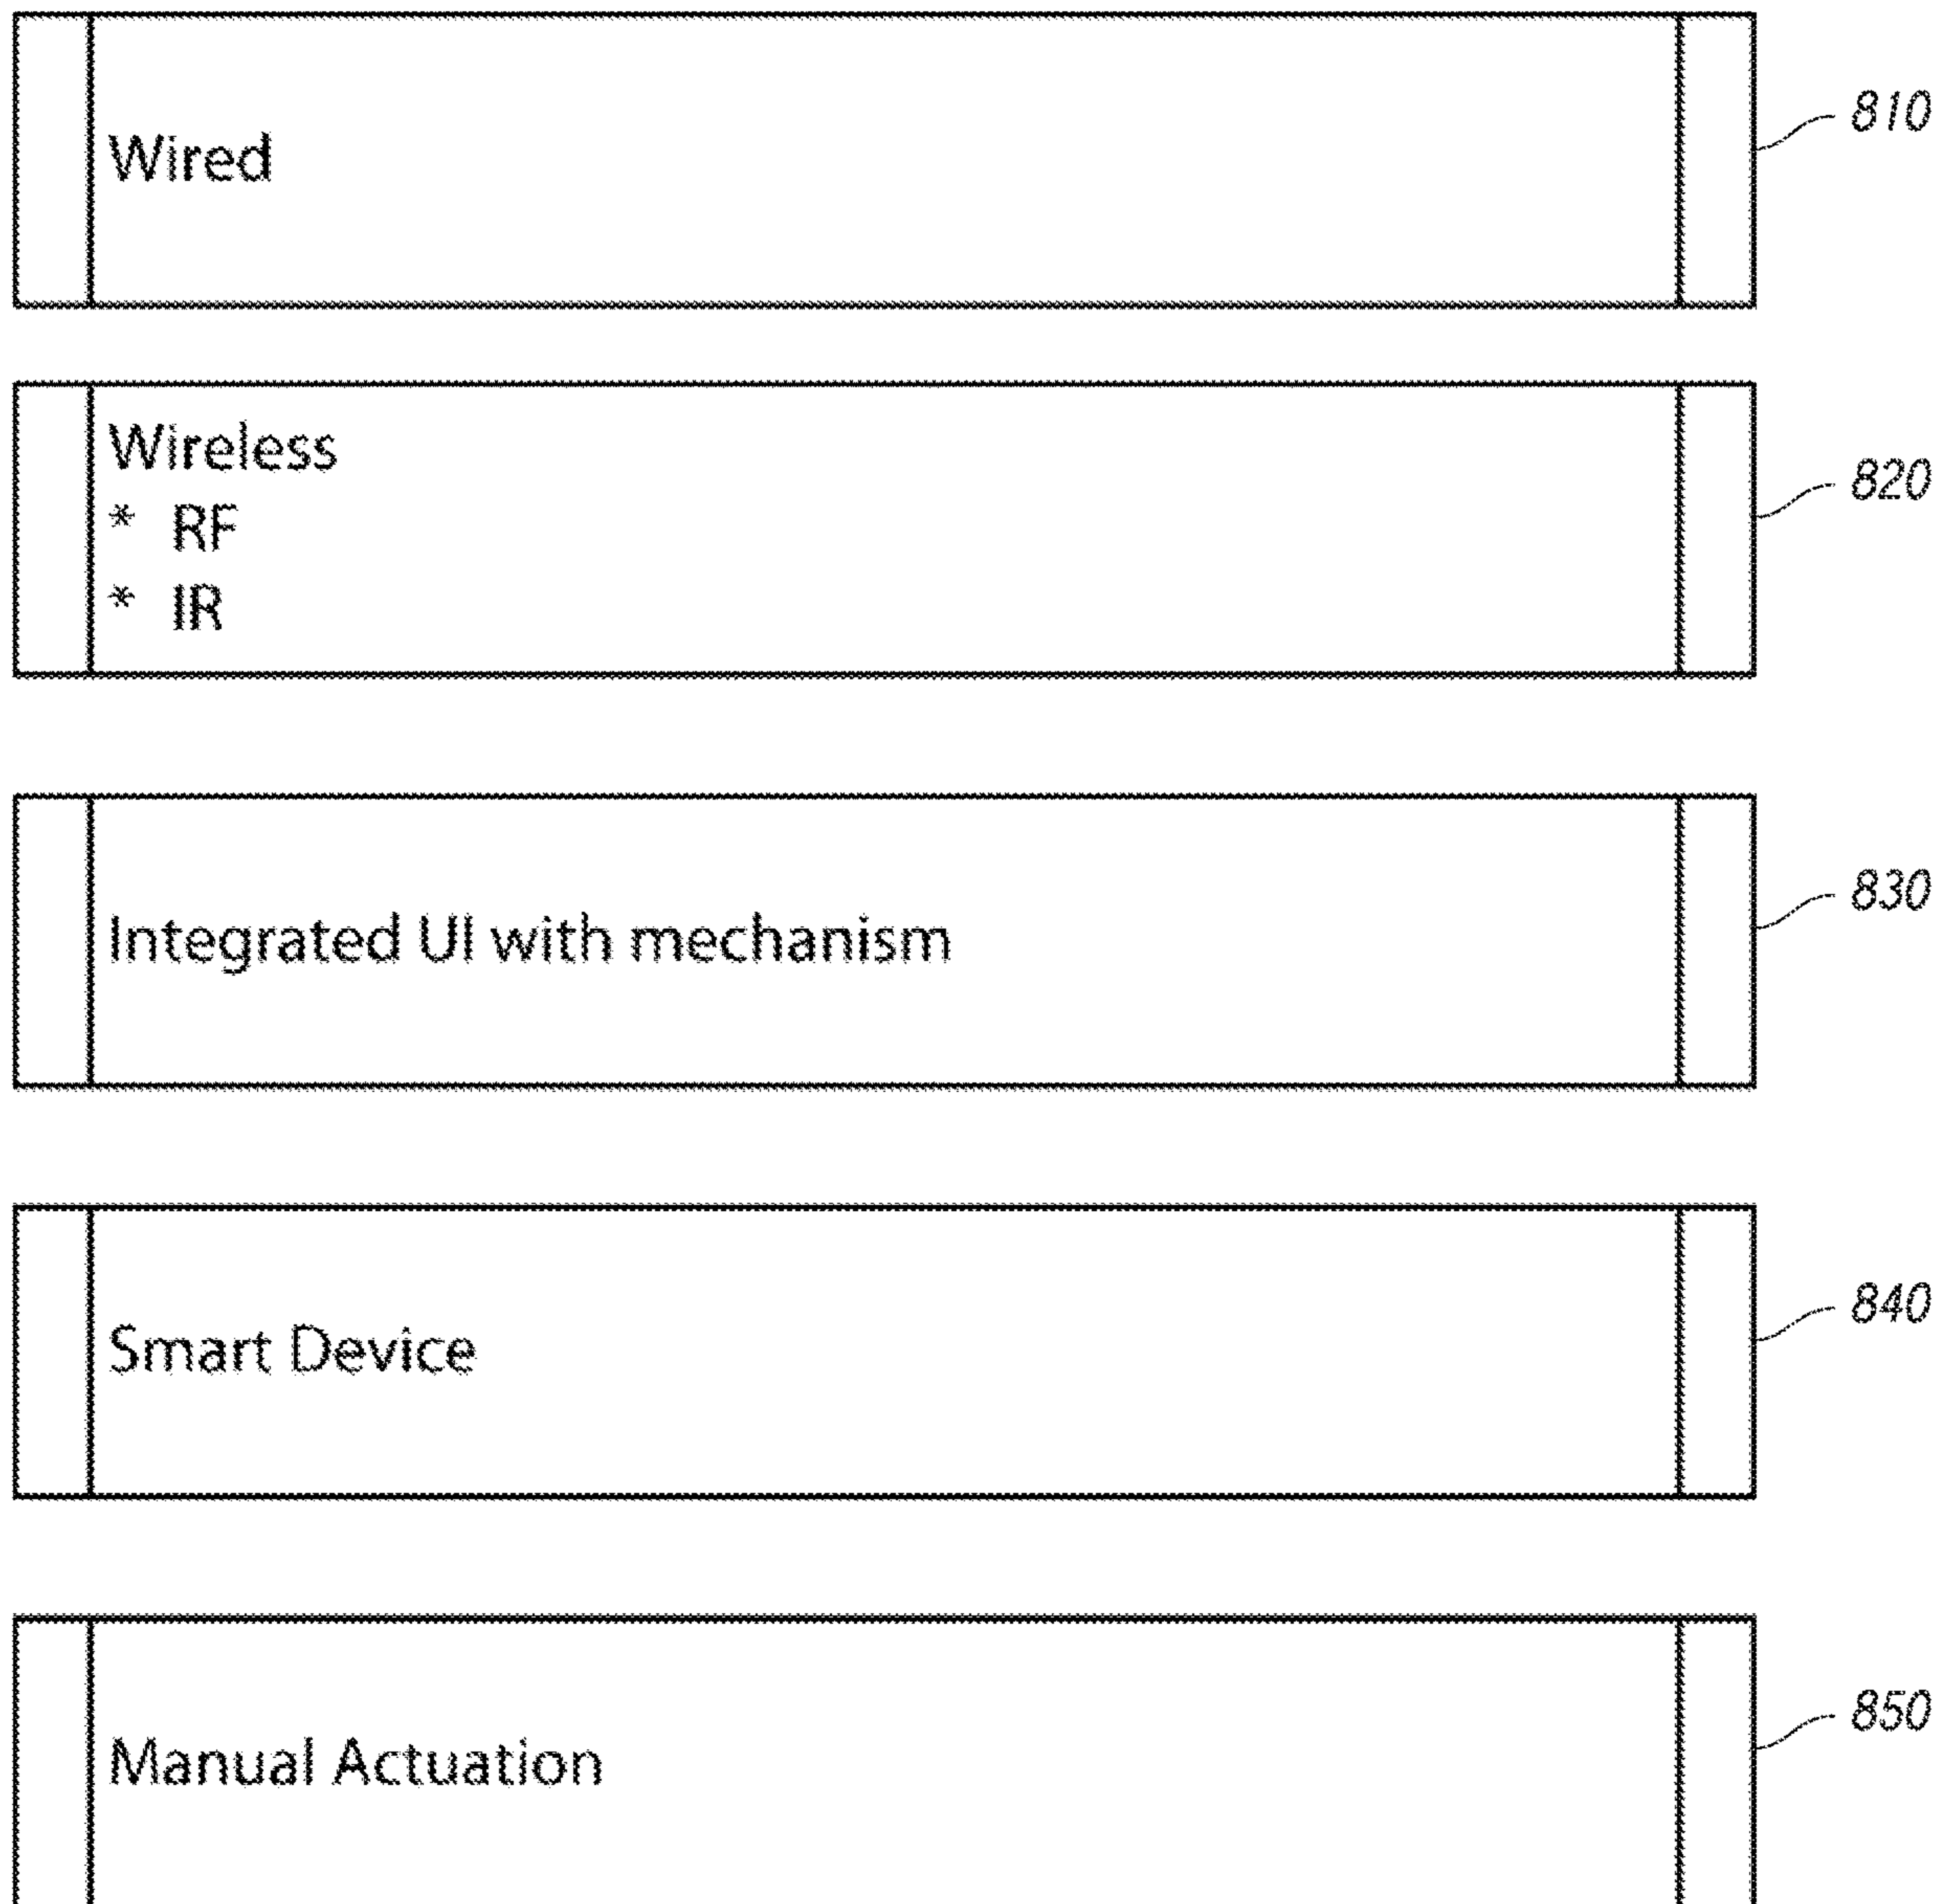 Wired
810
Wireless
* RF
* IR
820
Integrated UI with mechanism
830
Smart Device
840
Manual Actuation
850